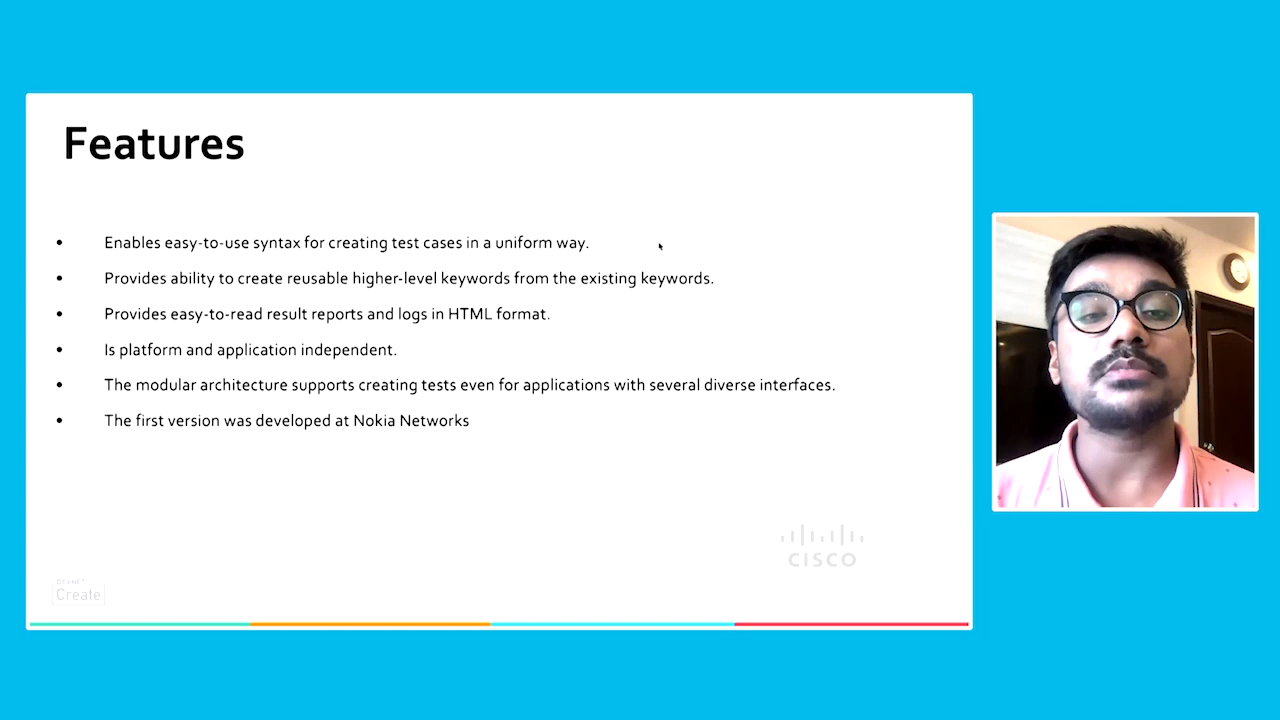 Features
• Enables easy-to-use syntax for creating test cases in a uniform way.
• Provides ability to create reusable higher-level keywords from the existing keywords.
• Provides easy-to-read result reports and logs in HTML format.
• Is platform and application independent.
• The modular architecture supports creating tests even for applications with several diverse interfaces.
• The first version was developed at Nokia Networks
CISCO
DEVNET
Create